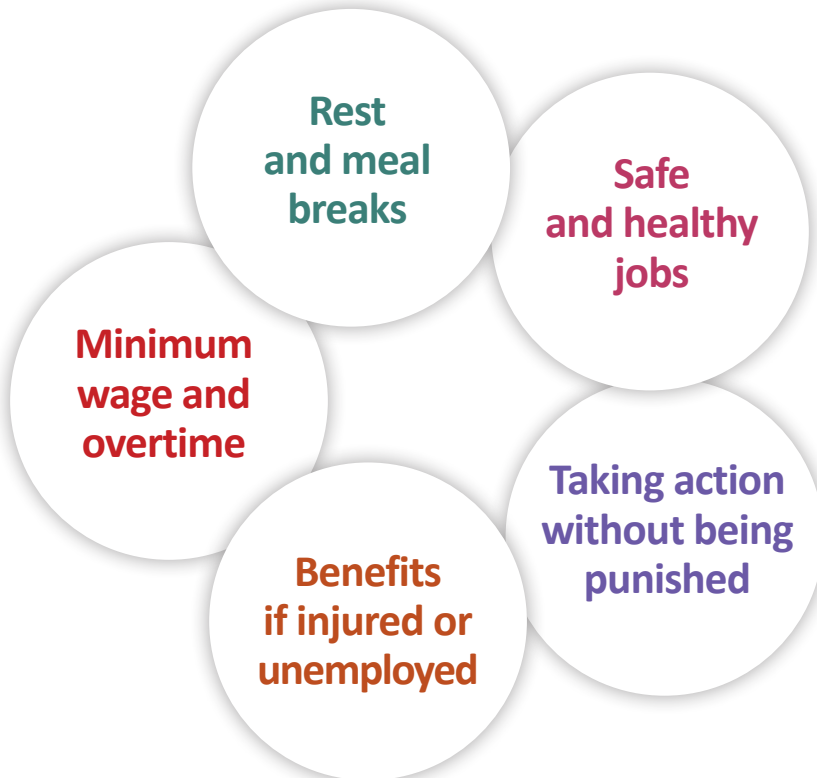 Rest
and meal
breaks
Safe
and healthy
jobs
Minimum
wage and
overtime
Taking action
without being
punished
Benefits
if injured or
unemployed